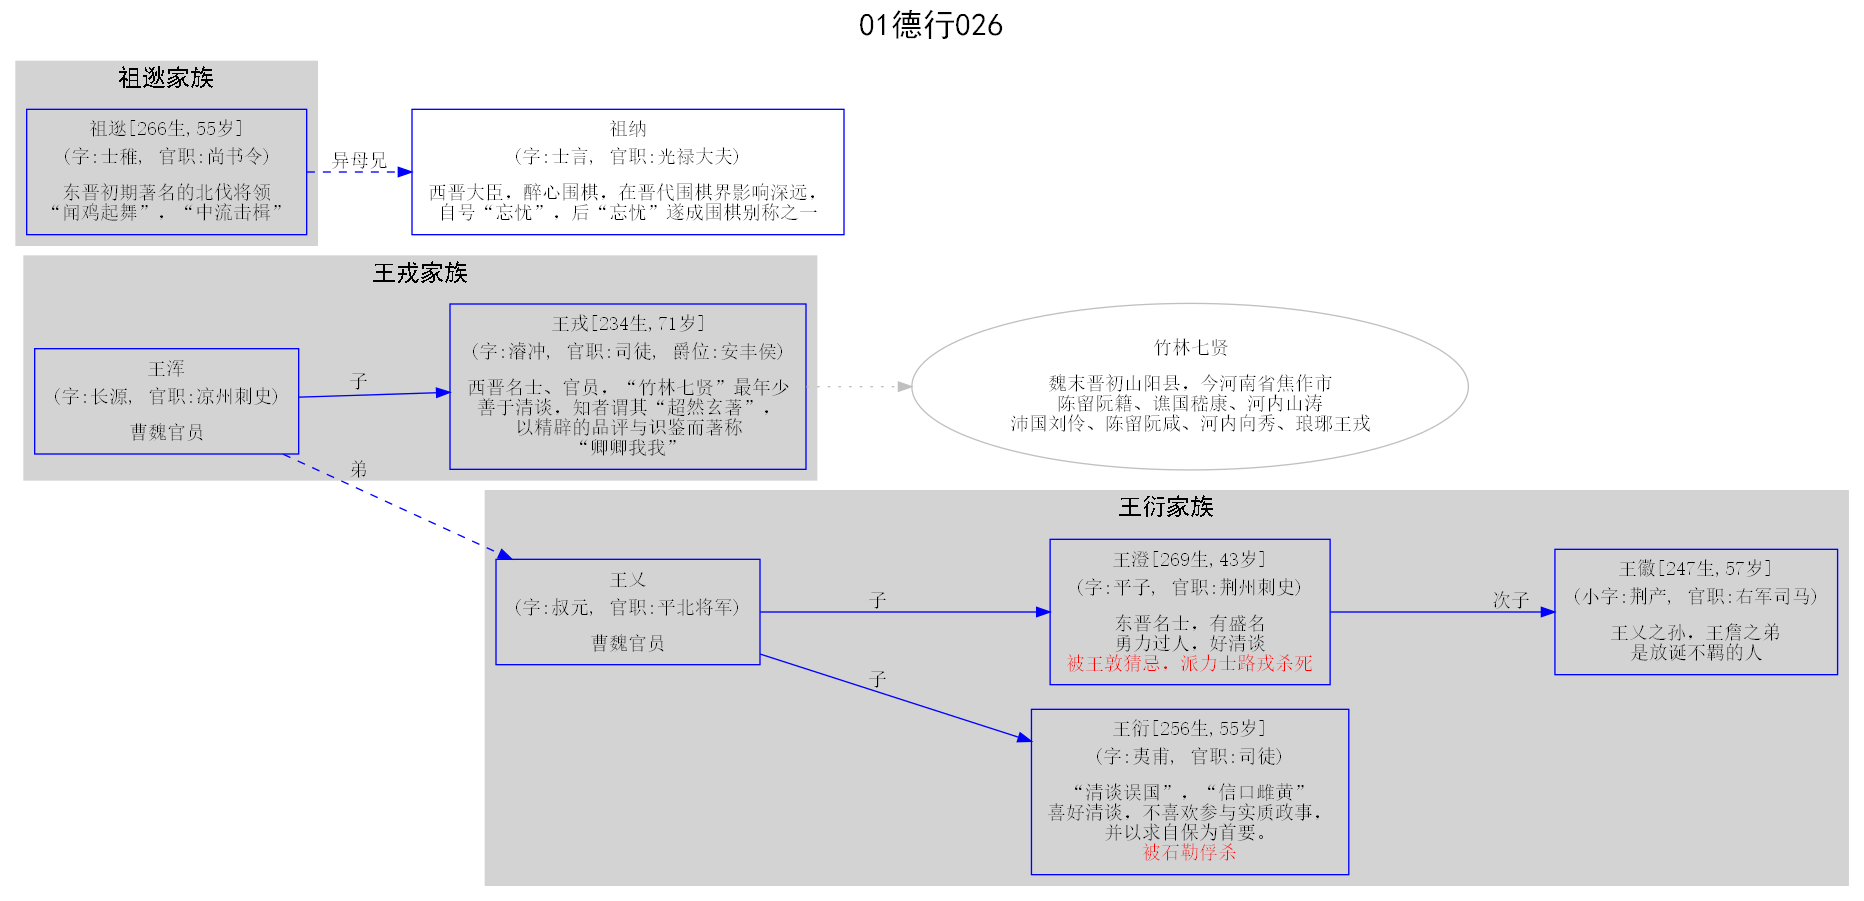 01德行026
祖逖家族
祖逖[266生,55岁]
(字:士稚, 官职:尚书令)
东晋初期著名的北伐将领
“闻鸡起舞”，“中流击楫”
异母兄
祖纳
(字:士言, 官职:光禄大夫)
西晋大臣，醉心围棋，在晋代围棋界影响深远，
自号“忘忧”，后“忘忧”遂成围棋别称之一
王戎家族
王浑
(字:长源, 官职:凉州刺史)
曹魏官员
子
王戎[234生,71岁]
(字:濬冲, 官职:司徒, 爵位:安丰侯)
西晋名士、官员，“竹林七贤”最年少
善于清谈，知者谓其“超然玄著”，
以精辟的品评与识鉴而著称
“卿卿我我”
竹林七贤
魏末晋初山阳县，今河南省焦作市
陈留阮籍、谯国嵇康、河内山涛
沛国刘伶、陈留阮咸、河内向秀、琅琊王戎
弟
王衍家族
王乂
(字:叔元, 官职:平北将军)
曹魏官员
子
王澄[269生,43岁]
(字:平子, 官职:荆州刺史)
东晋名士，有盛名
勇力过人，好清谈
被王敦猜忌，派力士路戎杀死
次子
王徽[247生,57岁]
(小字:荆产, 官职:右军司马)
王乂之孙，王詹之弟
是放诞不羁的人
子
王衍[256生,55岁]
(字:夷甫, 官职:司徒)
“清谈误国”，“信口雌黄”
喜好清谈，不喜欢参与实质政事，
并以求自保为首要。
被石勒俘杀